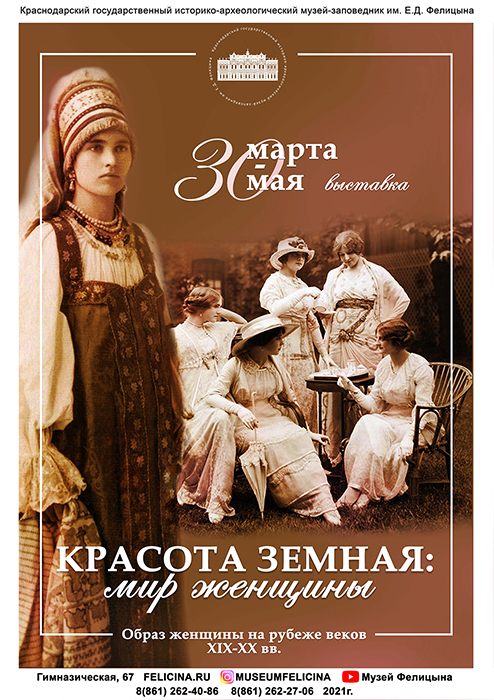 Краснодарский государственный историко-археологический музей-заповедник им. Е.Д. Фелицына
30 марта
30 мая выставка
КРАСОТА ЗЕМНАЯ:
мир женщины
Образ женщины на рубеже веков
XIX-XX вв.
Гимназическая, 67 FELICINA.RU MUSEUMFELICINA Музей Фелицына
8(861) 262-40-86 8(861) 262-27-06 2021г.